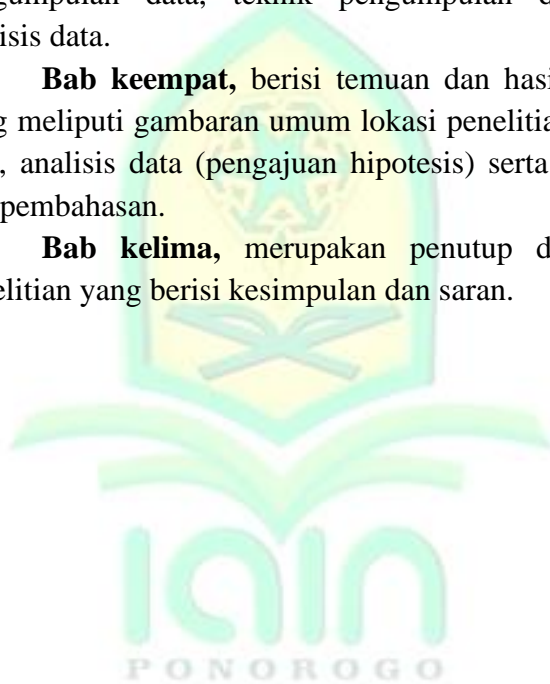 gumpulan data, teknik pengumpulan d
isis data.
Bab keempat, berisi temuan dan hasi
g meliputi gambaran umum lokasi penelitia
, analisis data (pengajuan hipotesis) serta
pembahasan.
Bab kelima, merupakan penutup d
elitian yang berisi kesimpulan dan saran.
iain
PONOROGO